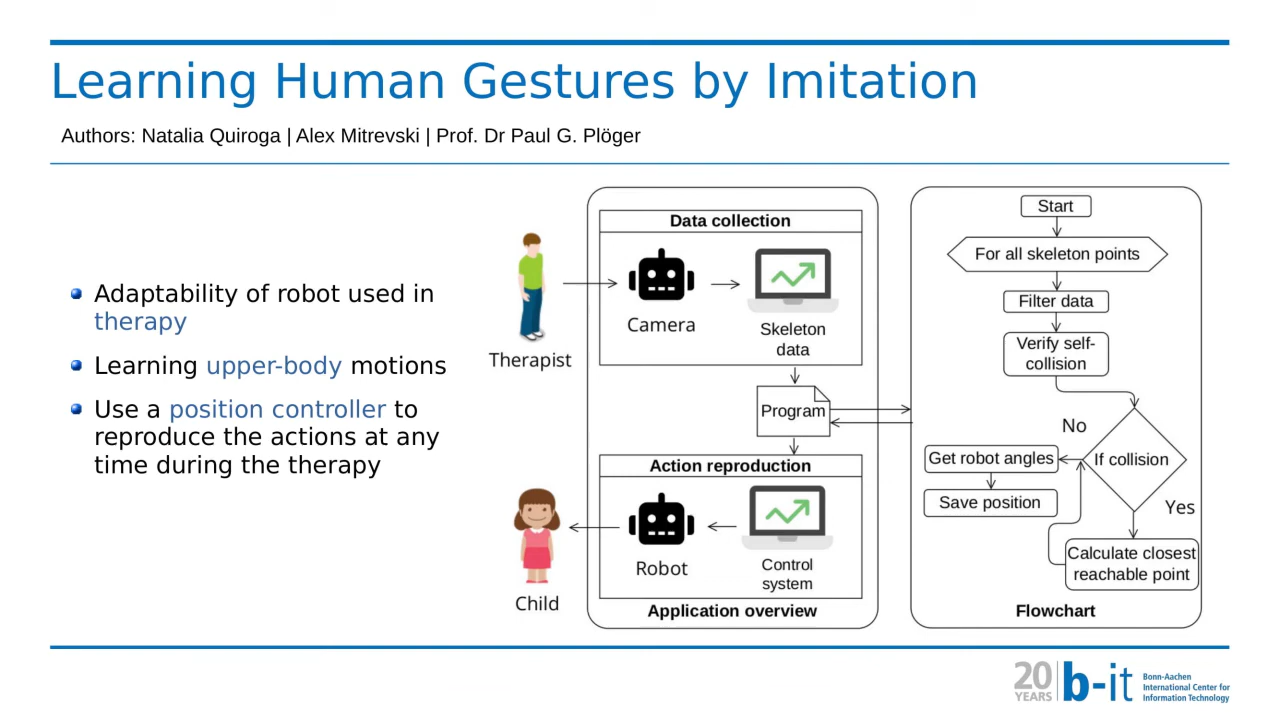 Learning Human Gestures by Imitation
Authors: Natalia Quiroga | Alex Mitrevski | Prof. Dr Paul G. Plöger
Adaptability of robot used in
therapy
Learning upper-body motions
Use a position controller to
reproduce the actions at any
time during the therapy
Therapist
Child
Data collection
Camera
Skeleton
data
Program
Action reproduction
Robot
Control
system
Application overview
Start
For all skeleton points
Filter data
Verify self-
collision
No
If collision
Get robot angles
Save position
Yes
Calculate closest
reachable point
Flowchart
20
YEARS
b-it
Bonn-Aachen
International Center for
Information Technology